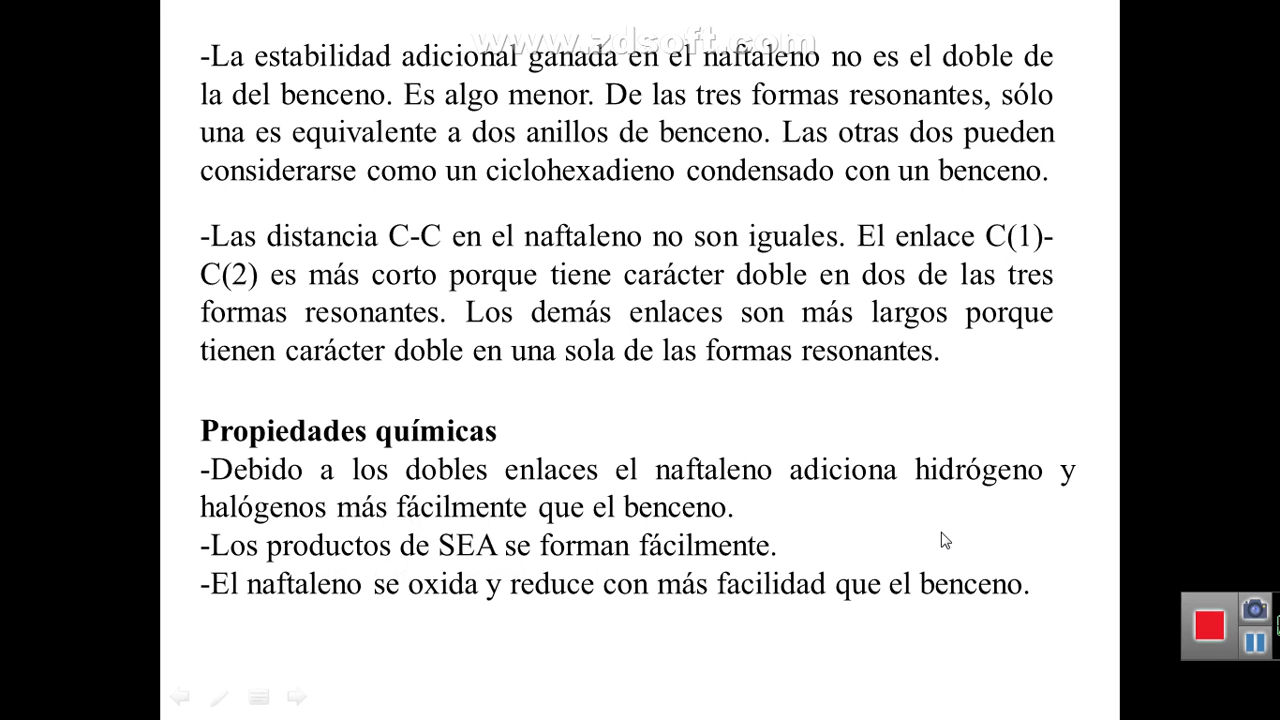 www.zdsoft.com
-La estabilidad adicional ganada en el naftaleno no es el doble de
la del benceno. Es algo menor. De las tres formas resonantes, sólo
una es equivalente a dos anillos de benceno. Las otras dos pueden
considerarse como un ciclohexadieno condensado con un benceno.
-Las distancia C-C en el naftaleno no son iguales. El enlace C(1)-
C(2) es más corto porque tiene carácter doble en dos de las tres
formas resonantes. Los demás enlaces son más largos porque
tienen carácter doble en una sola de las formas resonantes.
Propiedades químicas
-Debido a los dobles enlaces el naftaleno adiciona hidrógeno y
halógenos más fácilmente que el benceno.
-Los productos de SEA se forman fácilmente.
-El naftaleno se oxida y reduce con más facilidad que el benceno.